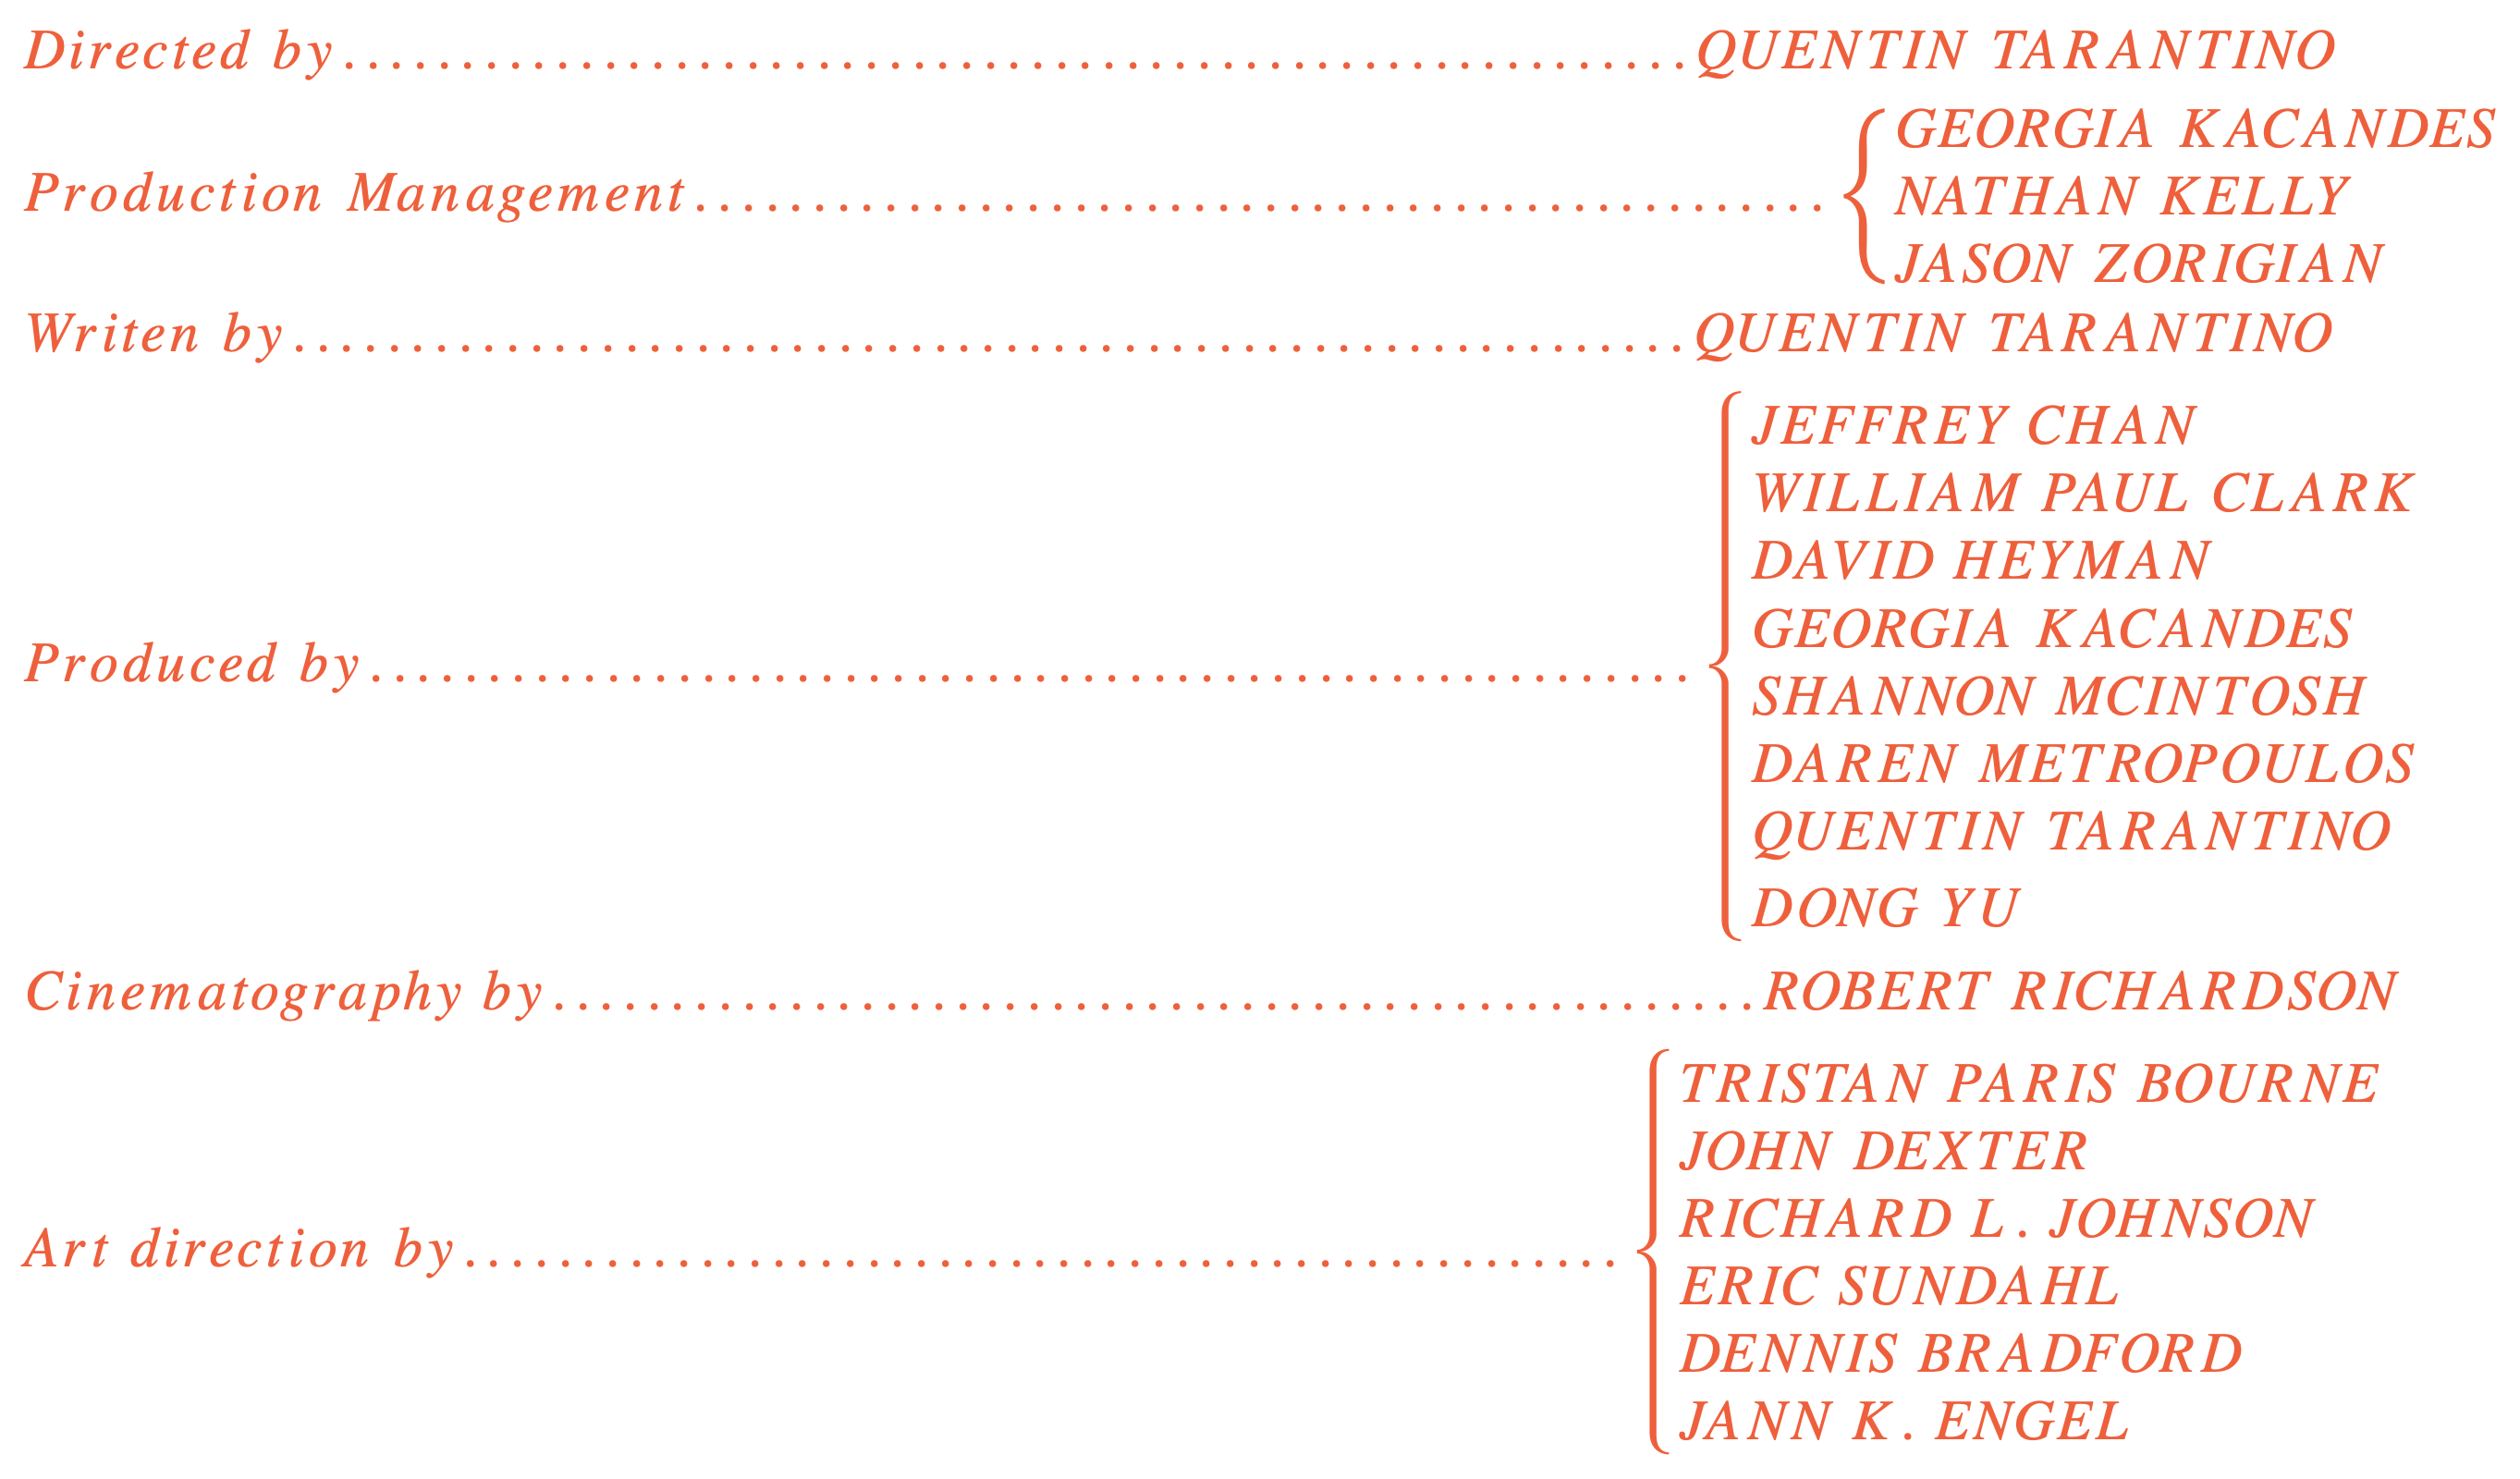 Directed by.........................................................QUENTIN TARANTINO
Production Management................................................{GEORGIA KACANDES
NATHAN KELLY
JASON ZORIGIAN
Writen by...........................................................QUENTIN TARANTINO
Produced by........................................................{JEFFREY CHAN
WILLIAM PAUL CLARK
DAVID HEYMAN
GEORGIA KACANDES
SHANNON MCINTOSH
DAREN METROPOULOS
QUENTIN TARANTINO
DONG YU
Cinematography by...................................................ROBERT RICHARDSON
Art direction by.................................................{TRISTAN PARIS BOURNE
JOHN DEXTER
RICHARD L. JOHNSON
ERIC SUNDAHL
DENNIS BRADFORD
JANN K. ENGEL